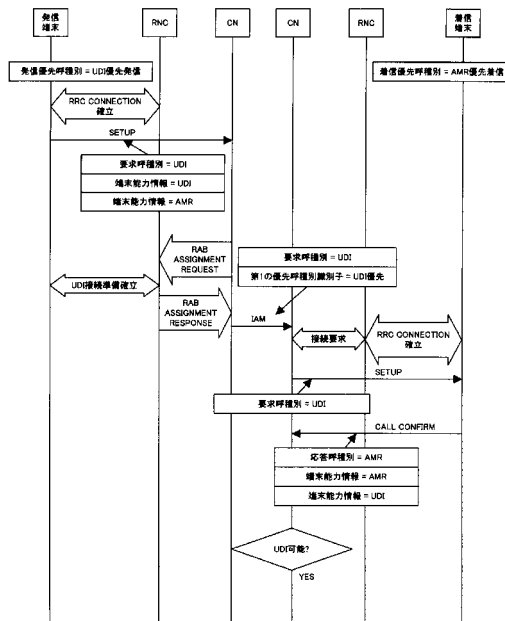 発信
端末
RNC
CN
CN
RNC
着信
端末
発信優先呼種別 = UDI優先発信
着信優先呼種別 = AMR優先着信
RRC CONNECTION
確立
SETUP
要求呼種別 = UDI
端末能力情報 = UDI
端末能力情報 = AMR
RAB
ASSIGNMENT
REQUEST
要求呼種別 = UDI
第1の優先呼種別識別子 = UDI優先
UDI接続準備確立
RAB
ASSIGNMENT
RESPONSE
IAM
接続要求
RRC CONNECTION
確立
SETUP
要求呼種別 = UDI
CALL CONFIRM
応答呼種別 = AMR
端末能力情報 = AMR
端末能力情報 = UDI
UDI可能?
YES